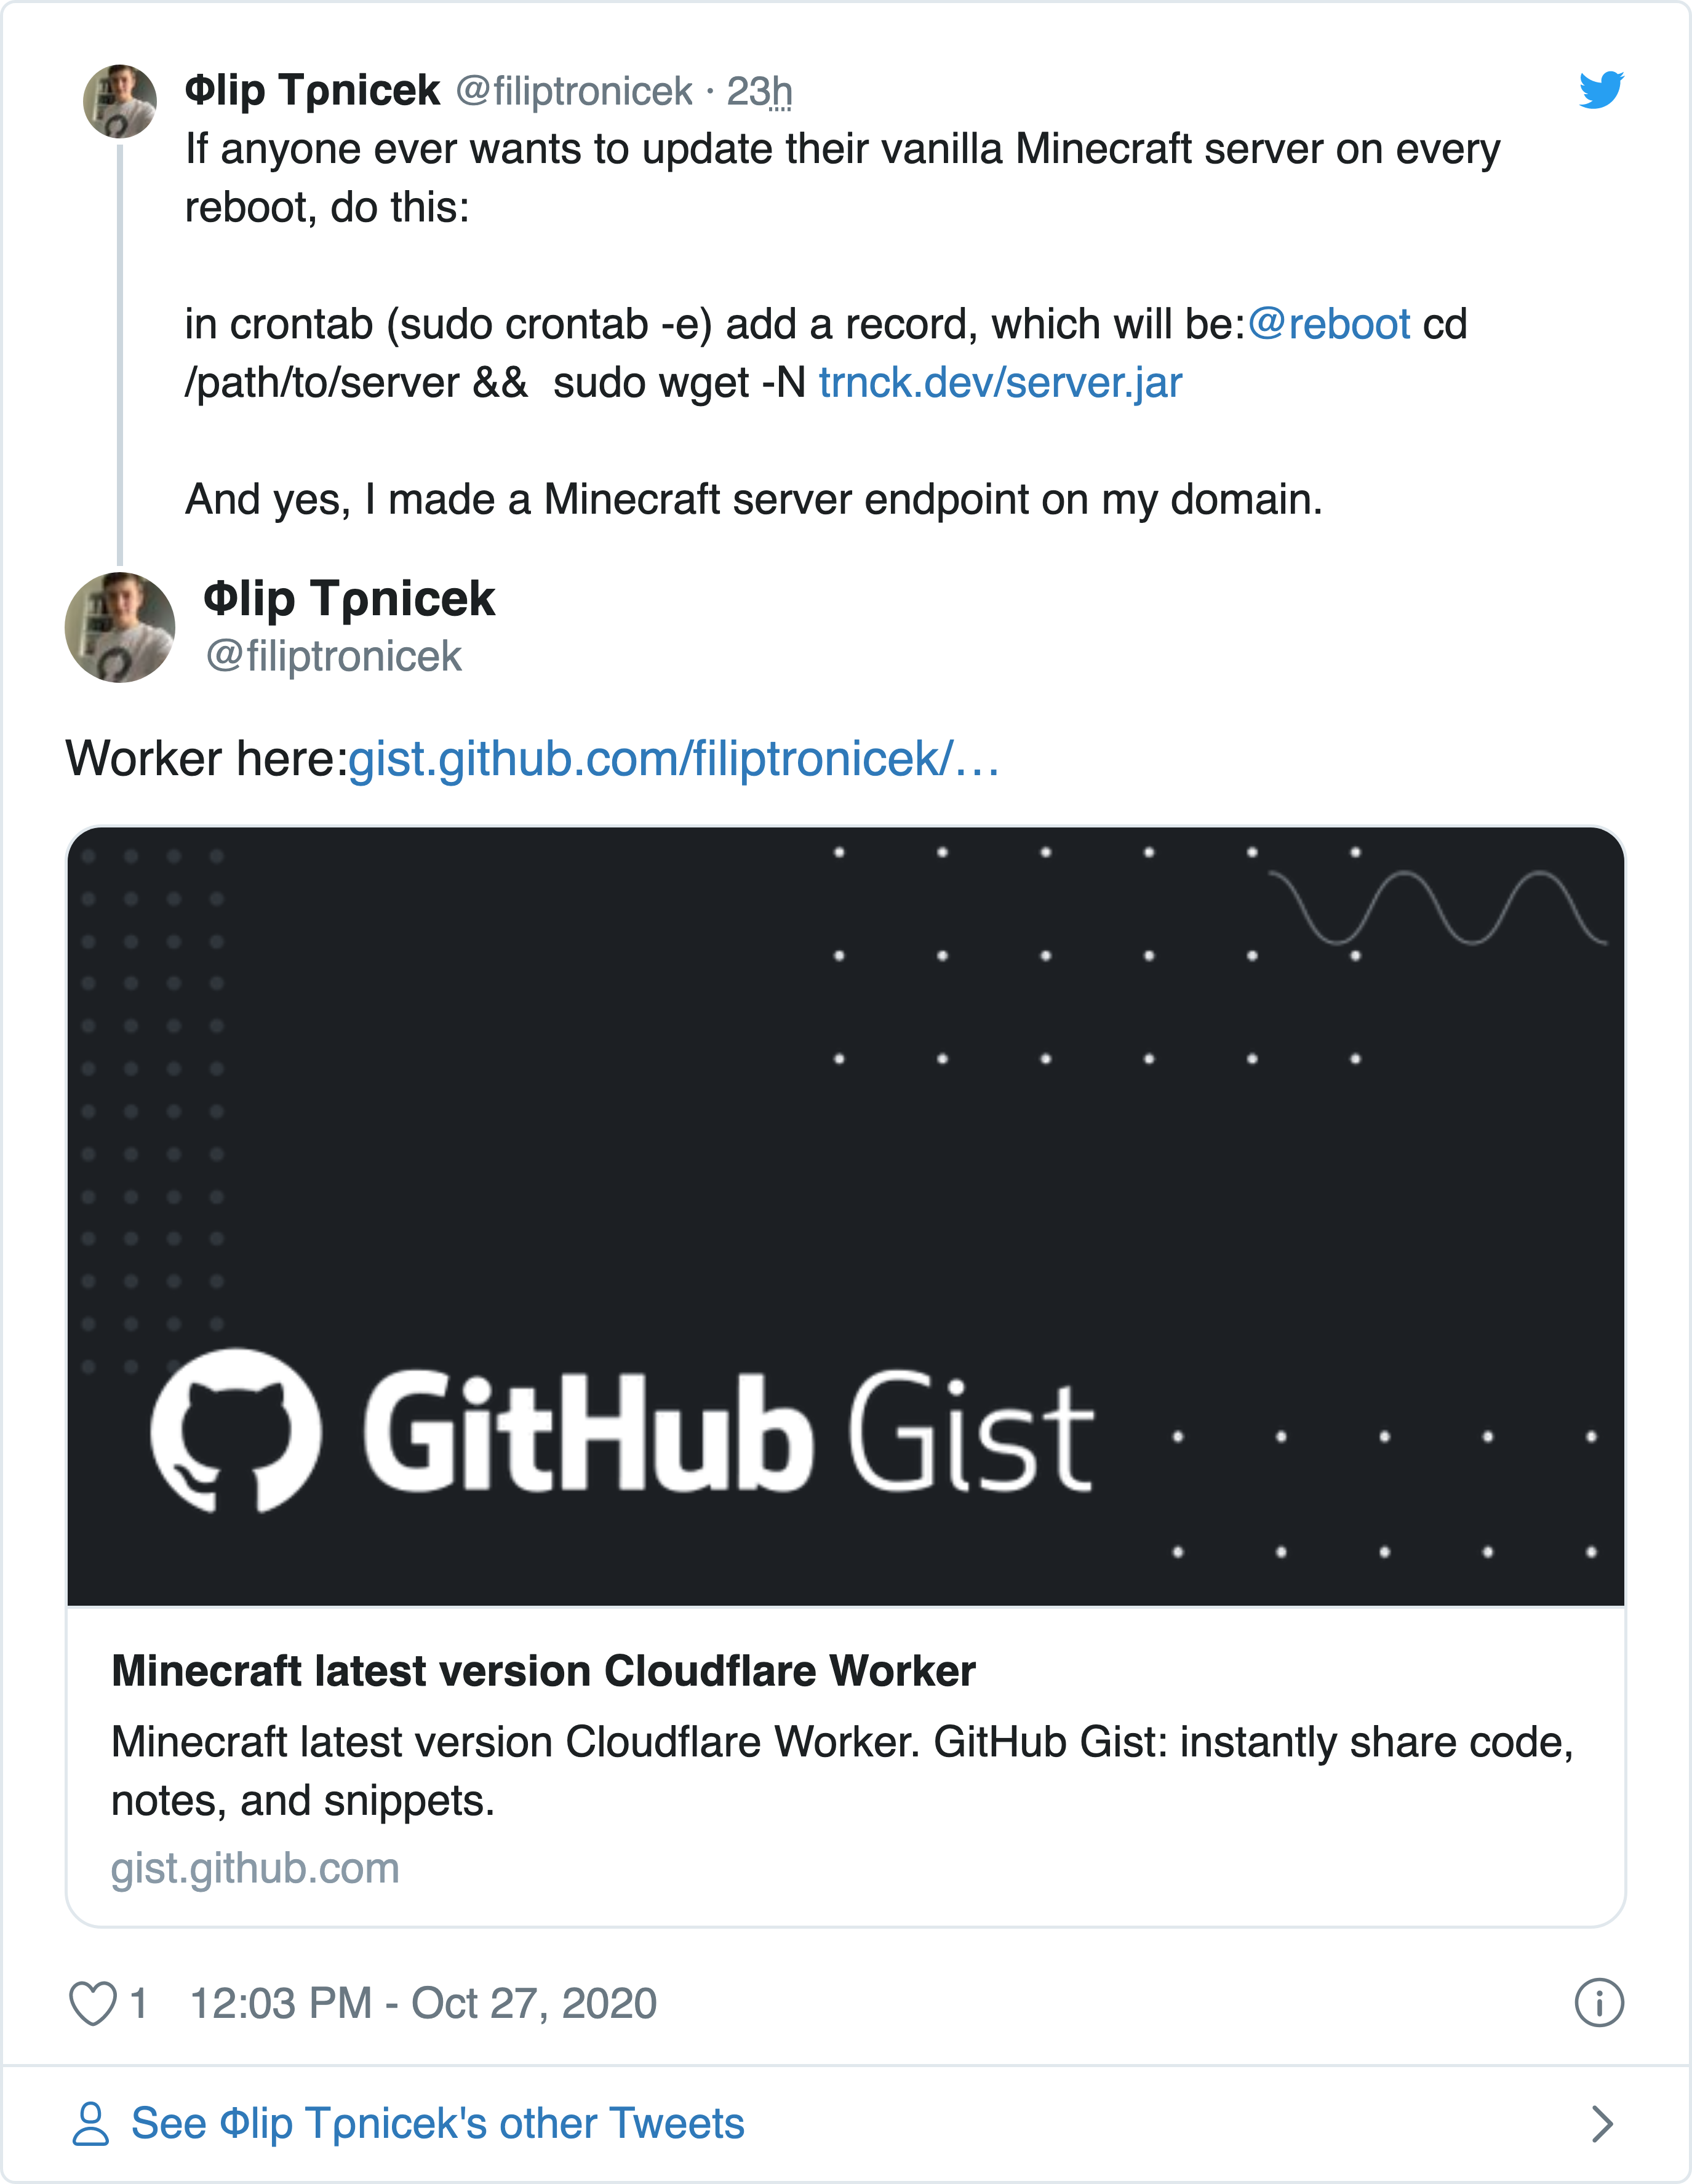 Φlip Tρnicek @filiptronicek · 23h
If anyone ever wants to update their vanilla Minecraft server on every
reboot, do this:
in crontab (sudo crontab -e) add a record, which will be:@reboot cd
/path/to/server &&  sudo wget -N trnck.dev/server.jar
And yes, I made a Minecraft server endpoint on my domain.
Φlip Tρnicek
@filiptronicek
Worker here:gist.github.com/filiptronicek/…
GitHub Gist
Minecraft latest version Cloudflare Worker
Minecraft latest version Cloudflare Worker. GitHub Gist: instantly share code,
notes, and snippets.
gist.github.com
1 12:03 PM - Oct 27, 2020
See Φlip Tρnicek's other Tweets